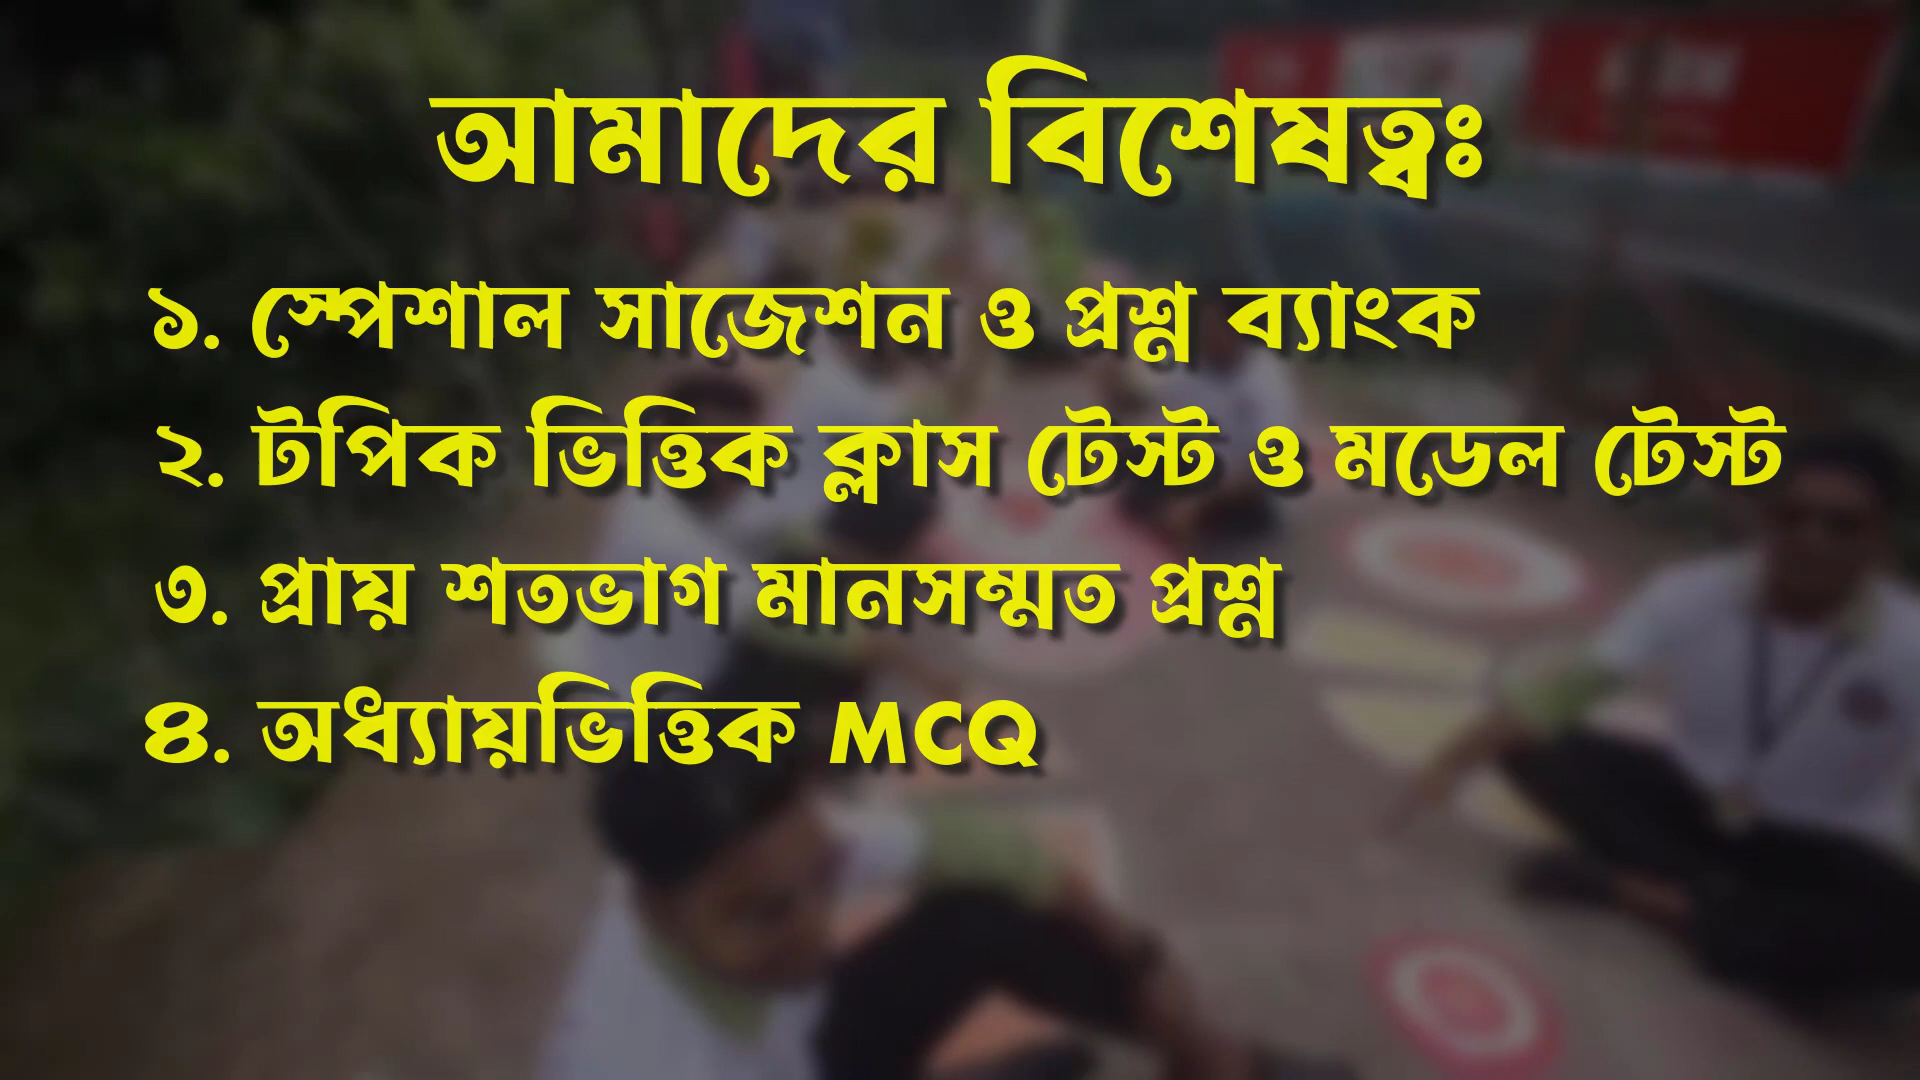 আমাদের বিশেষত্বঃ
১. স্পেশাল সাজেশন ও প্রশ্ন ব্যাংক
২. টপিক ভিত্তিক ক্লাস টেস্ট ও মডেল টেস্ট
৩. প্রায় শতভাগ মানসম্মত প্রশ্ন
৪. অধ্যায়ভিত্তিক MCQ